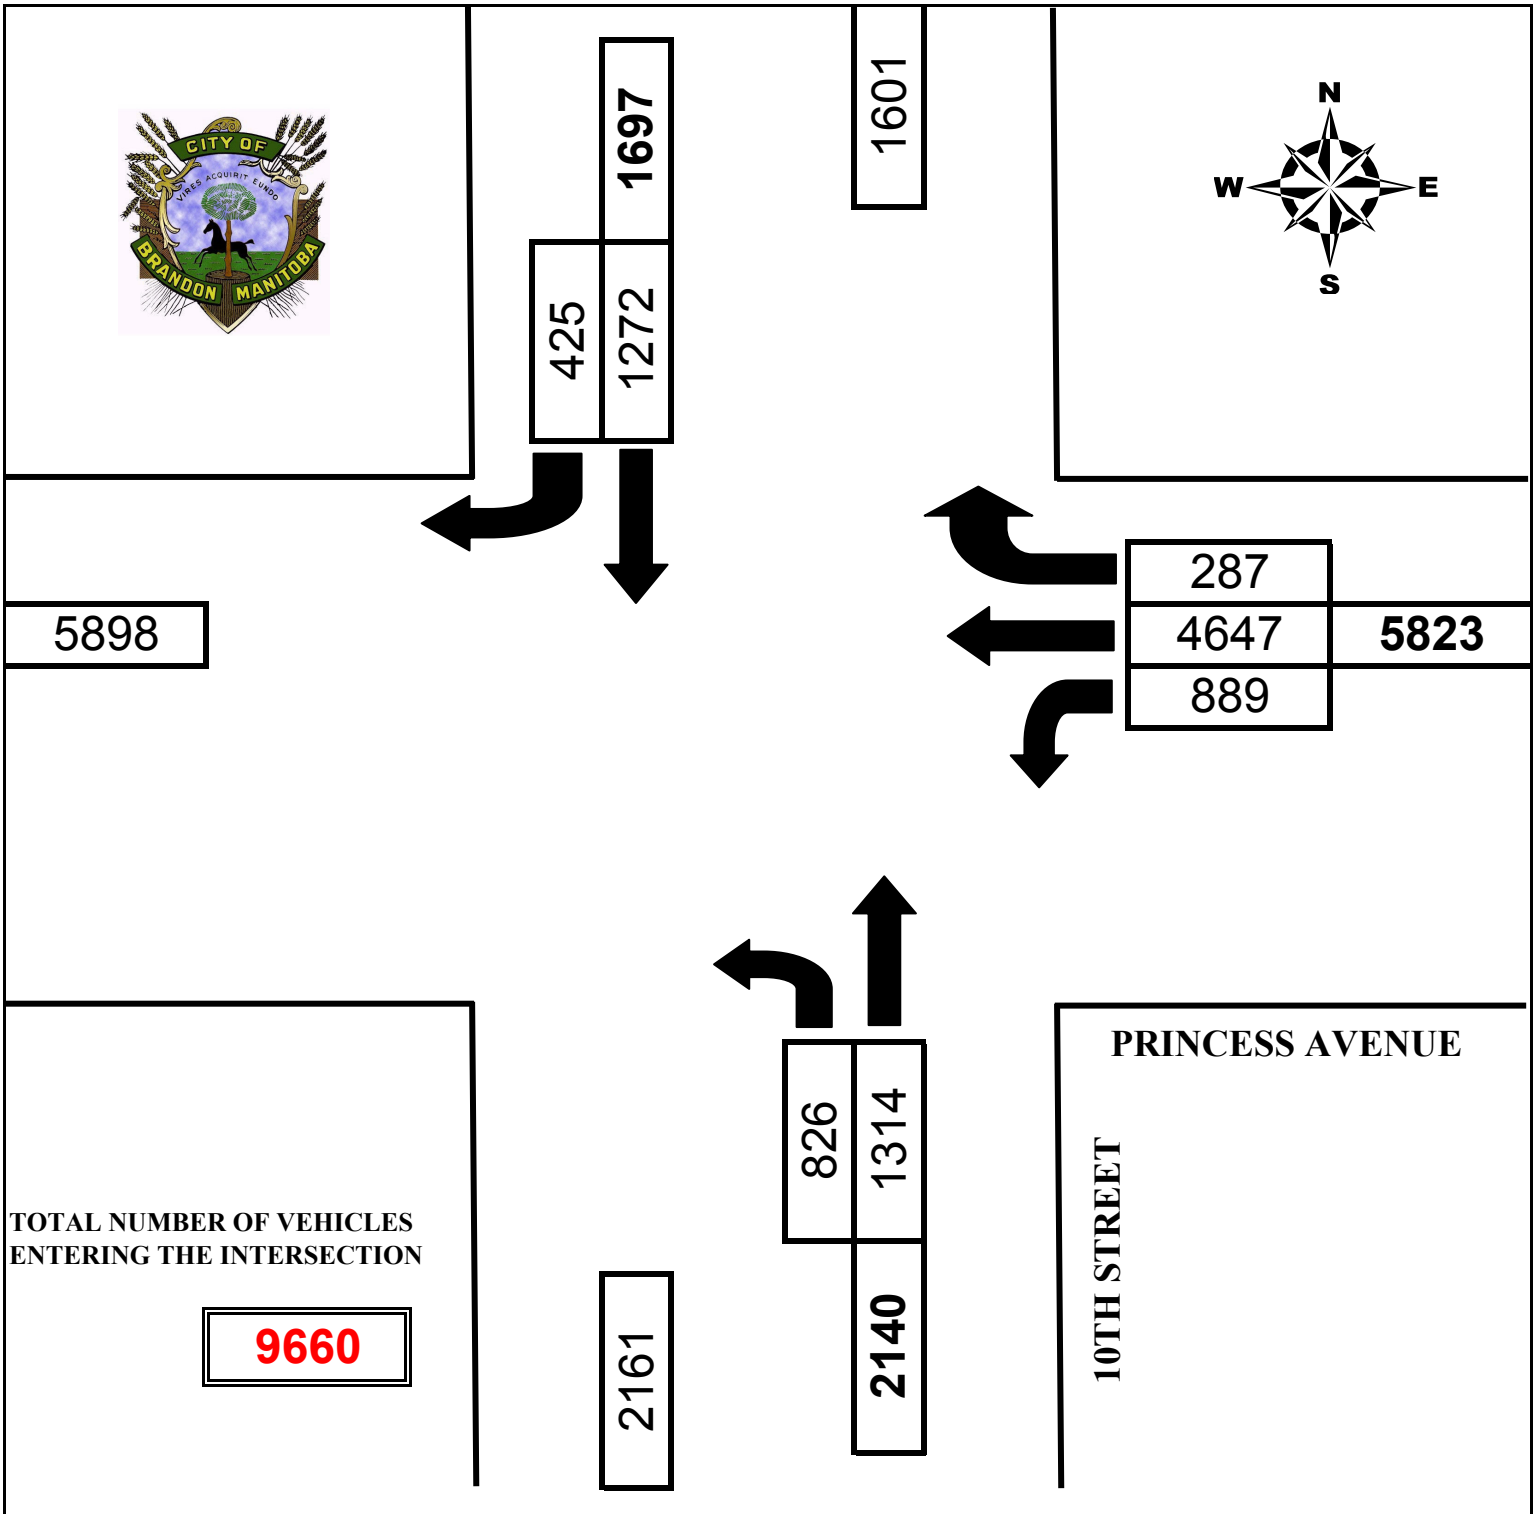 CITY OF
VIRES ACQUIRIT EUNDO
BRANDON MANITOBA
1697
1601
N
W E
S
425
1272
287
5898
4647
5823
889
PRINCESS AVENUE
826
1314
10TH STREET
TOTAL NUMBER OF VEHICLES
ENTERING THE INTERSECTION
9660
2161
2140